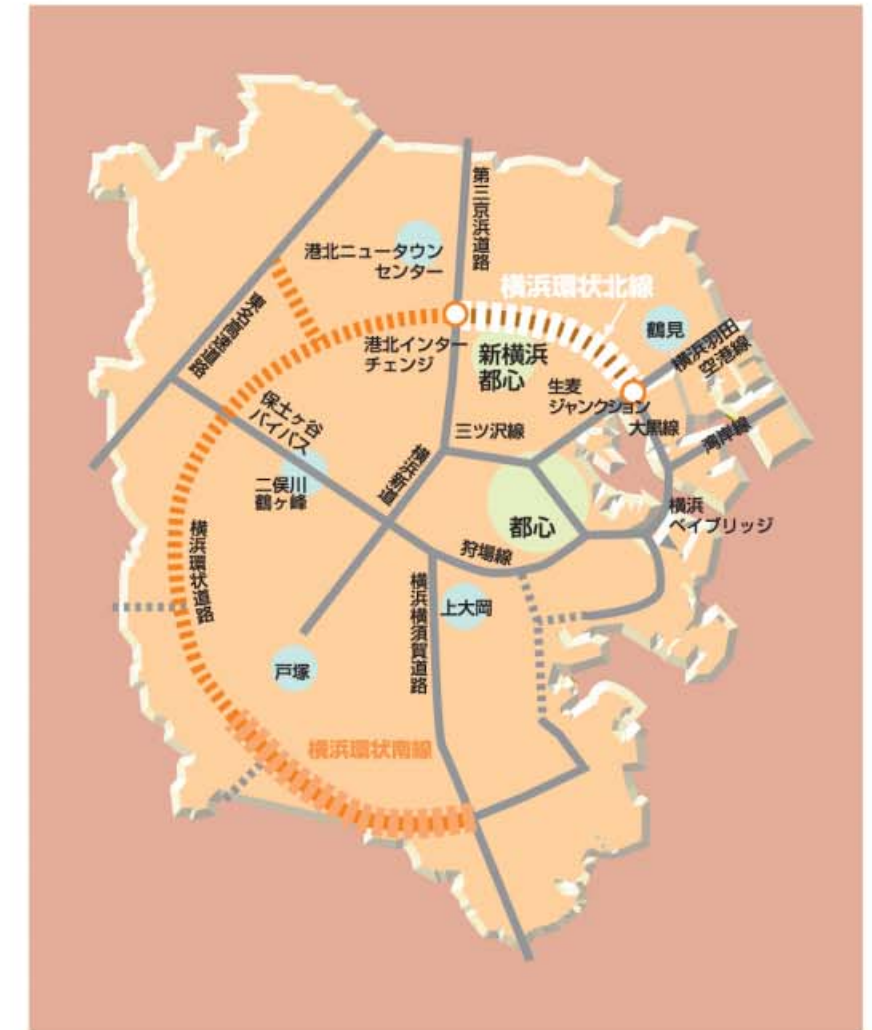 第三京浜道路
港北ニュータウン
センター
横浜環状北線
鶴見
横浜羽田
空港線
東名高速道路
港北インター
チェンジ
新横浜
都心
生麦
ジャンクション
大黒線
湾岸線
保土ヶ谷
バイパス
三ツ沢線
横浜新道
二俣川
鶴ヶ峰
横浜
ベイブリッジ
都心
狩場線
横浜環状道路
横浜横須賀道路
上大岡
戸塚
横浜環状南線